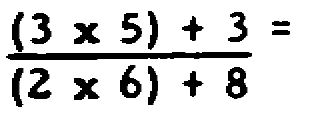 (3 x 5) + 3 =
(2 x 6) + 8